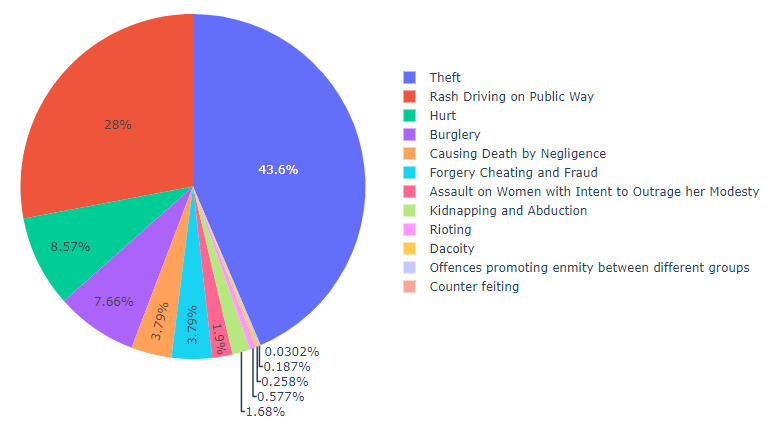 43.6%
28%
8.57%
7.66%
3.79%
3.79%
1.9%
0.0302%
0.187%
0.258%
0.577%
1.68%
Theft
Rash Driving on Public Way
Hurt
Burglery
Causing Death by Negligence
Forgery Cheating and Fraud
Assault on Women with Intent to Outrage her Modesty
Kidnapping and Abduction
Rioting
Dacoity
Offences promoting enmity between different groups
Counter feiting